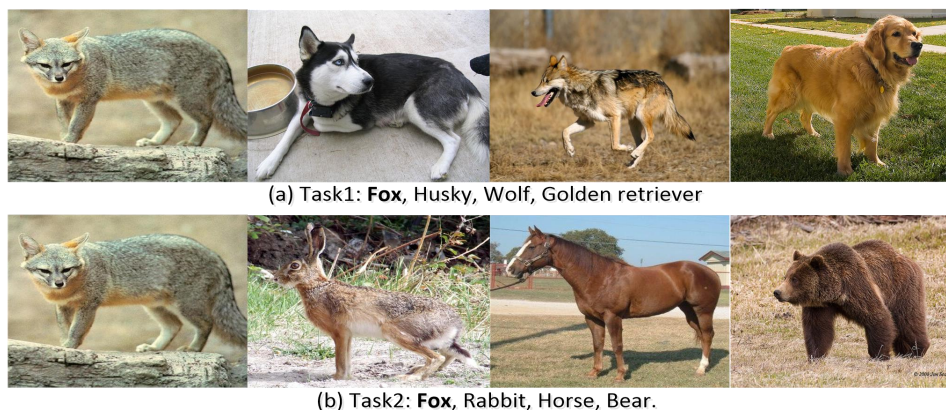 (a) Task1: Fox, Husky, Wolf, Golden retriever
(b) Task2: Fox, Rabbit, Horse, Bear.